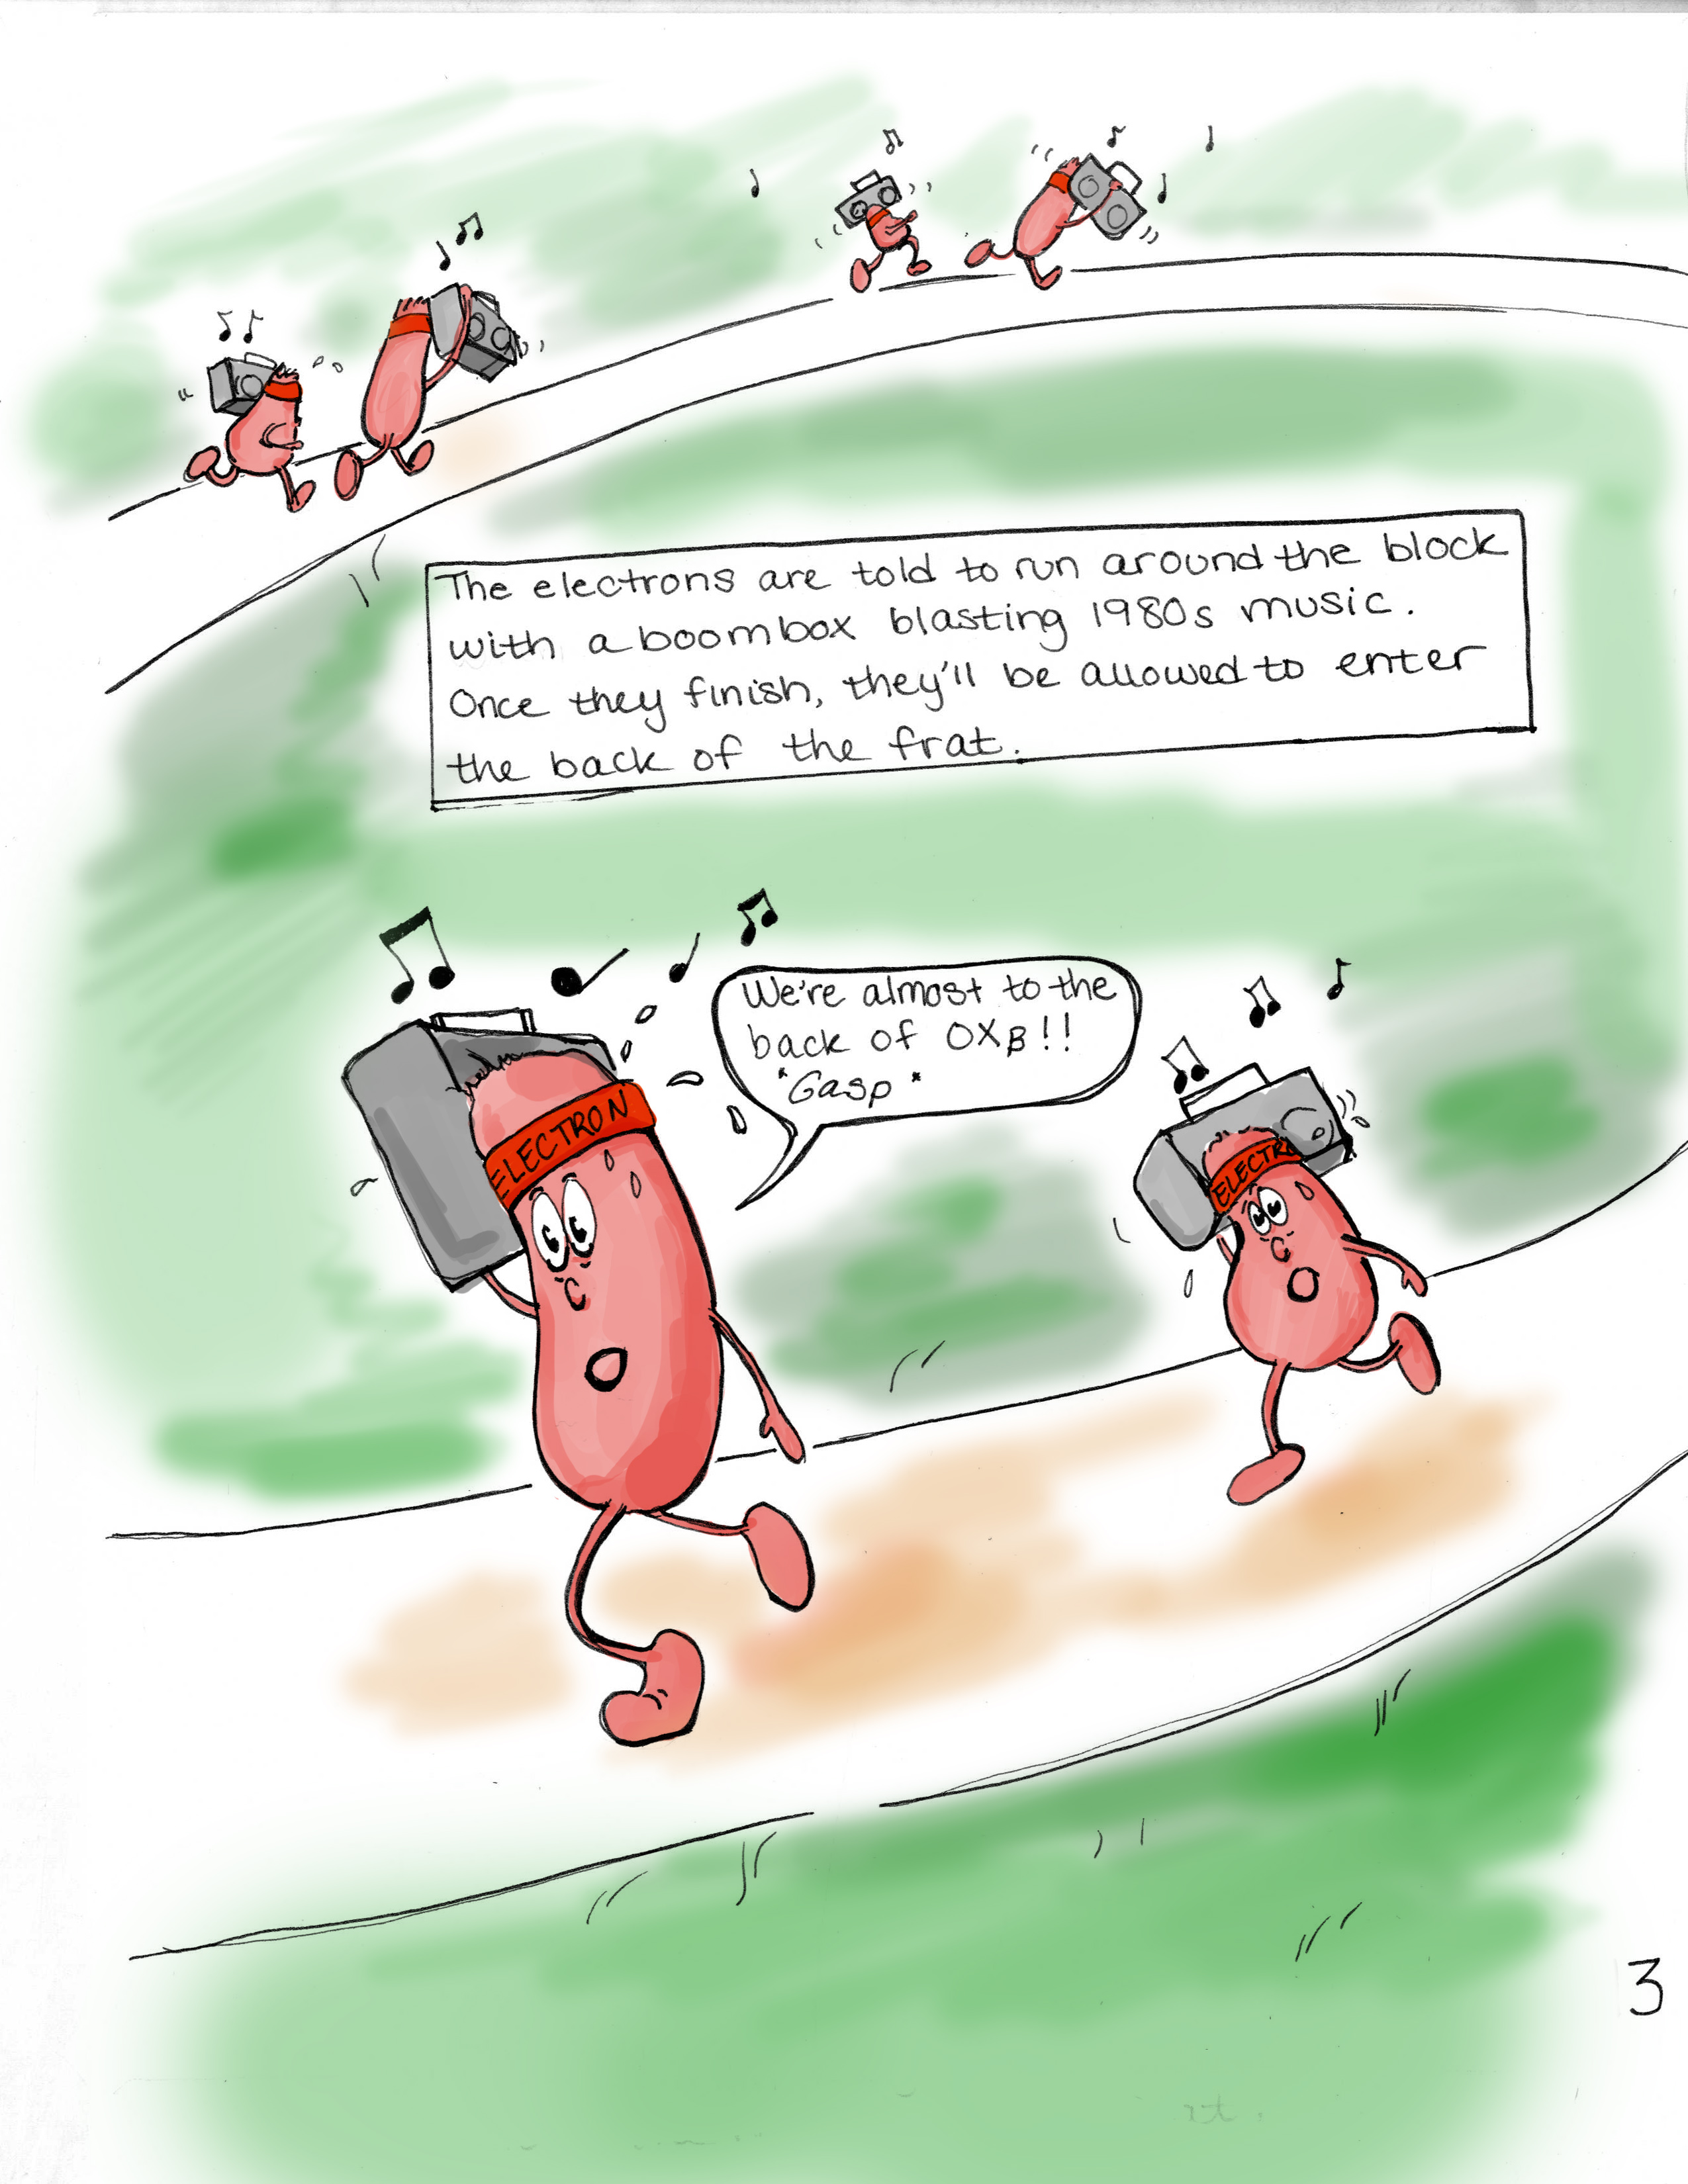 The electrons are told to run around the block
with a boombox blasting 1980s music.
Once they finish, they'll be allowed to enter
the back of the frat.
We're almost to the
back of OXB!!
*Gasp*
ELECTRON
ELECTR
3